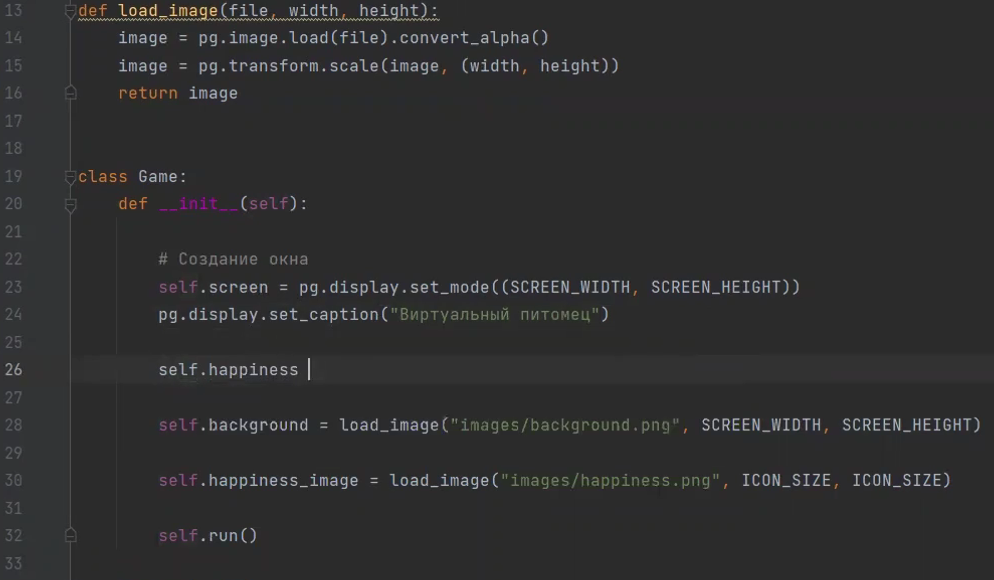 13 def load_image(file, width, height):
14 image = pg.image.load(file).convert_alpha()
15 image = pg.transform.scale(image, (width, height))
16 return image
17
18
19 class Game:
20 def __init__(self):
21
22 # Создание окна
23 self.screen = pg.display.set_mode((SCREEN_WIDTH, SCREEN_HEIGHT))
24 pg.display.set_caption("Виртуальный питомец")
25
26 self.happiness
27
28 self.background = load_image("images/background.png", SCREEN_WIDTH, SCREEN_HEIGHT)
29
30 self.happiness_image = load_image("images/happiness.png", ICON_SIZE, ICON_SIZE)
31
32 self.run()
33